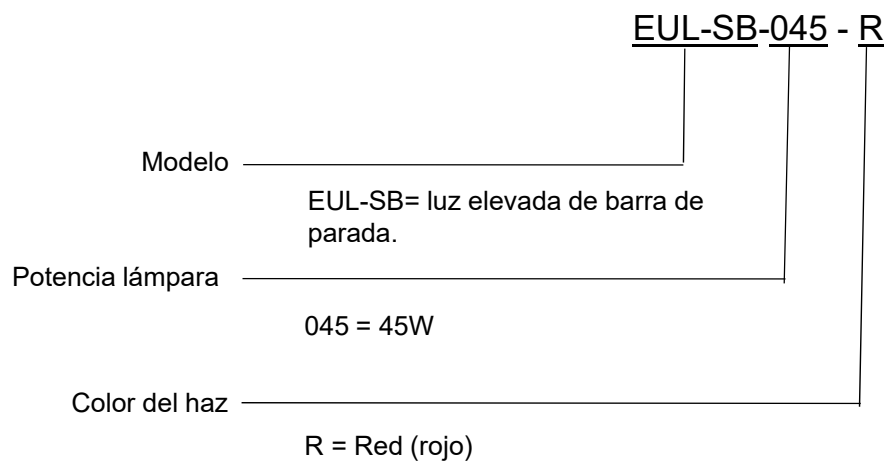 EUL-SB-045 - R
Modelo
EUL-SB= luz elevada de barra de
parada.
Potencia lámpara
045 = 45W
Color del haz
R = Red (rojo)